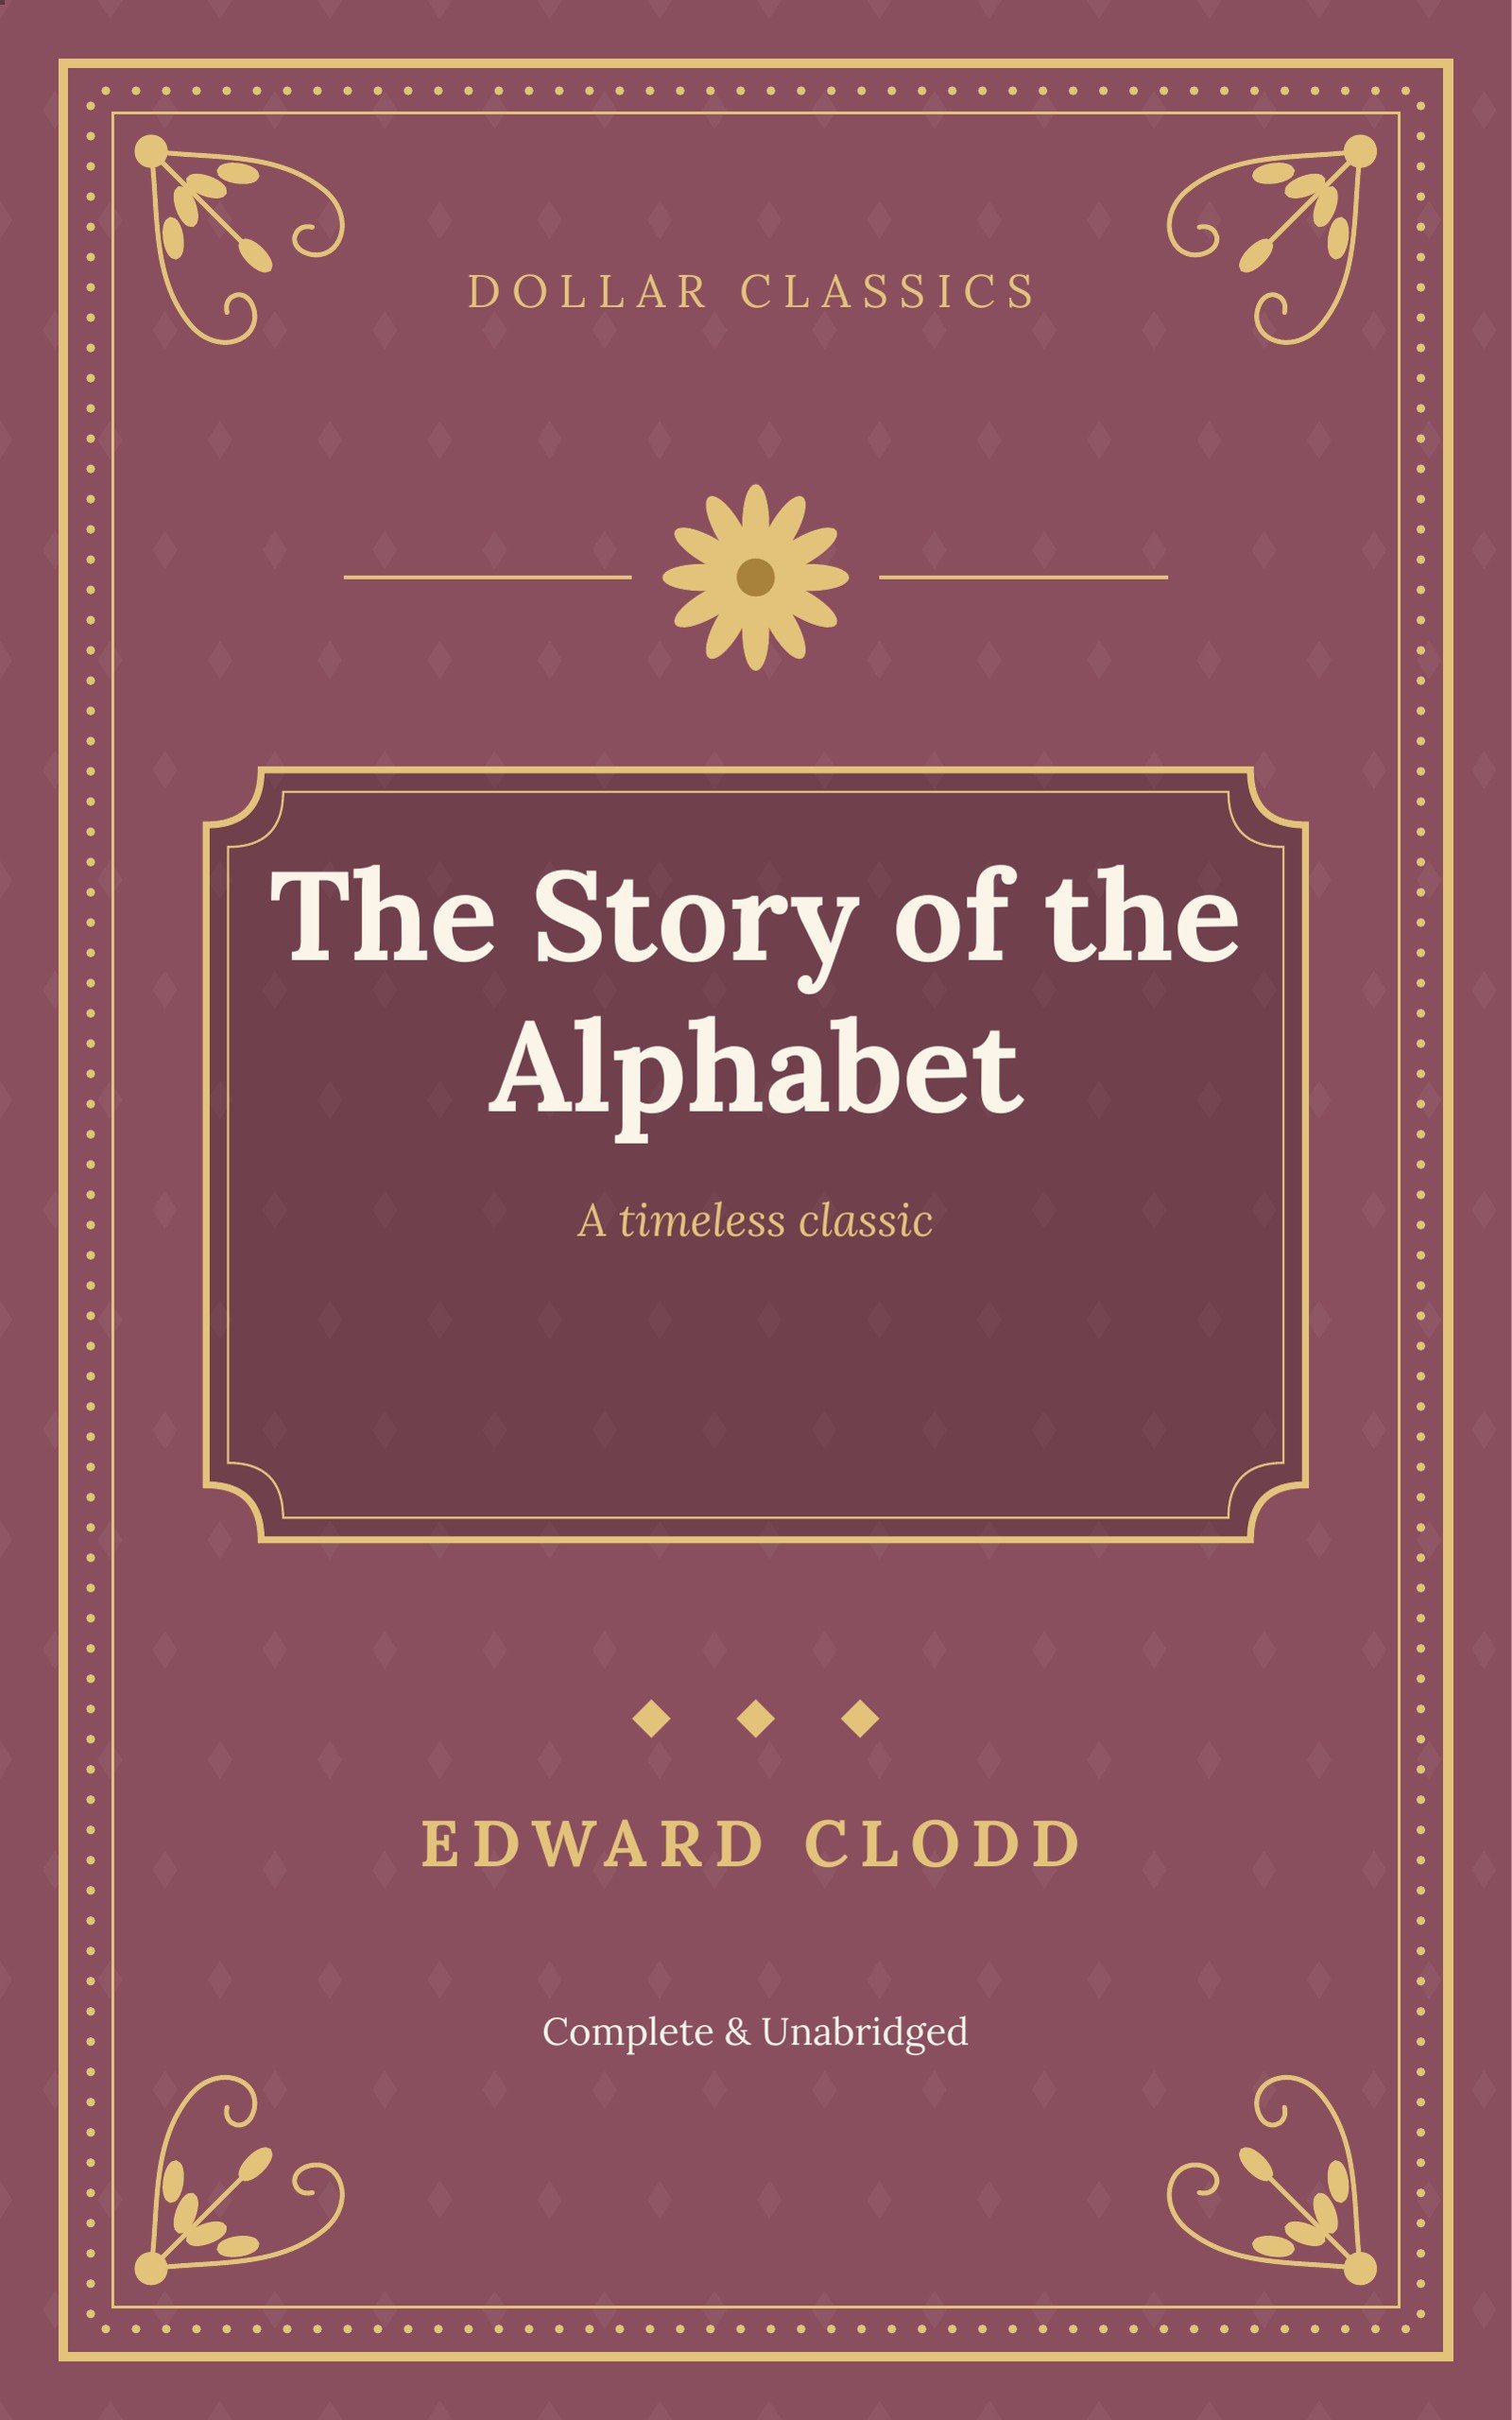 DOLLAR CLASSICS
The Story of the
Alphabet
A timeless classic
EDWARD CLODD
Complete & Unabridged